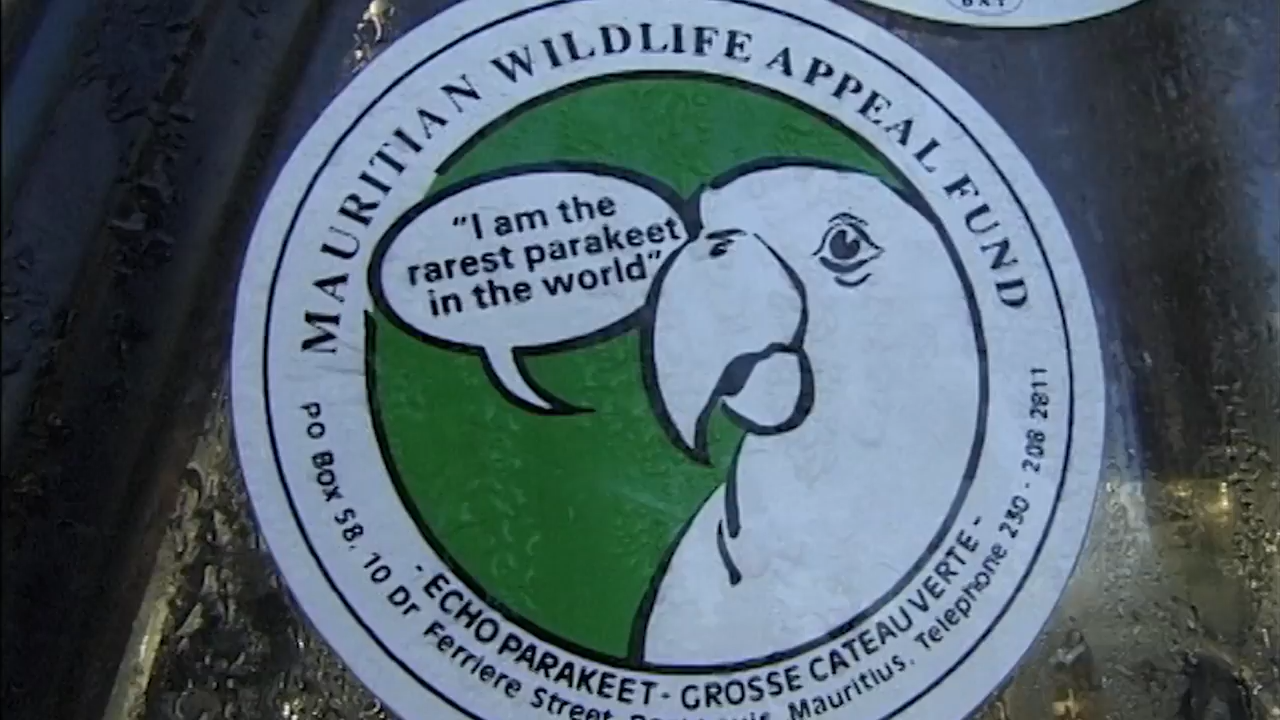 MAURITIAN WILDLIFE APPEAL FUND
"I am the
rarest parakeet
in the world"
- ECHO PARAKEET - GROSSE CATEAU VERTE -
PO BOX 58, 10 Dr Ferriere Street, Mauritius. Telephone 230 - 208 2811
BAT